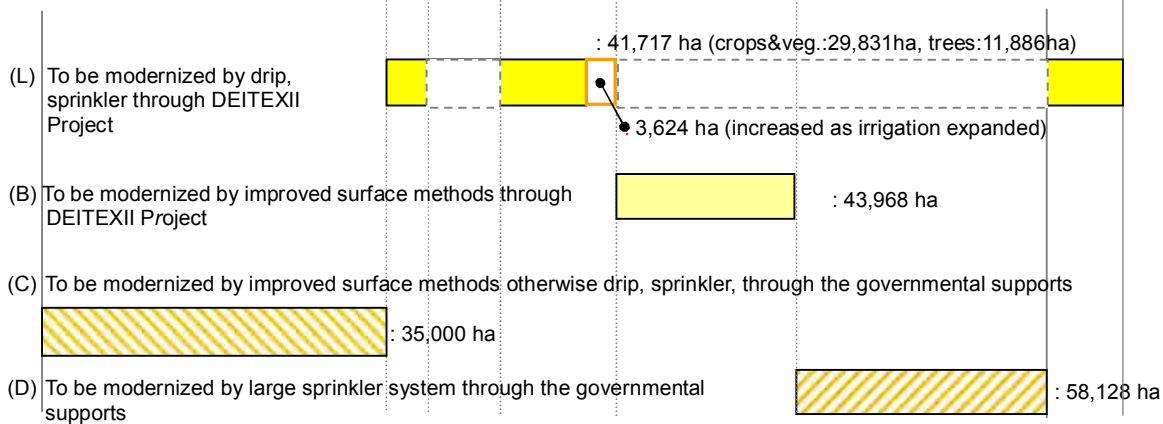 : 41,717 ha (crops&veg.:29,831ha, trees:11,886ha)
(L) To be modernized by drip,
sprinkler through DEITEXII
Project
: 3,624 ha (increased as irrigation expanded)
(B) To be modernized by improved surface methods through
DEITEXII Project
: 43,968 ha
(C) To be modernized by improved surface methods otherwise drip, sprinkler, through the governmental supports
: 35,000 ha
(D) To be modernized by large sprinkler system through the governmental
supports
: 58,128 ha